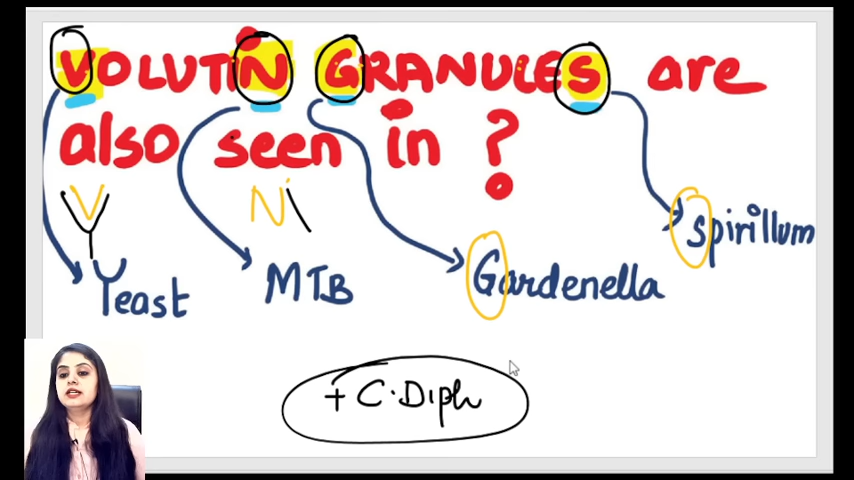 VOLUTIN GRANULES are
also seen in ?
Y Ni
Yeast MTB Gardenella Spirillum
+ C. Diph